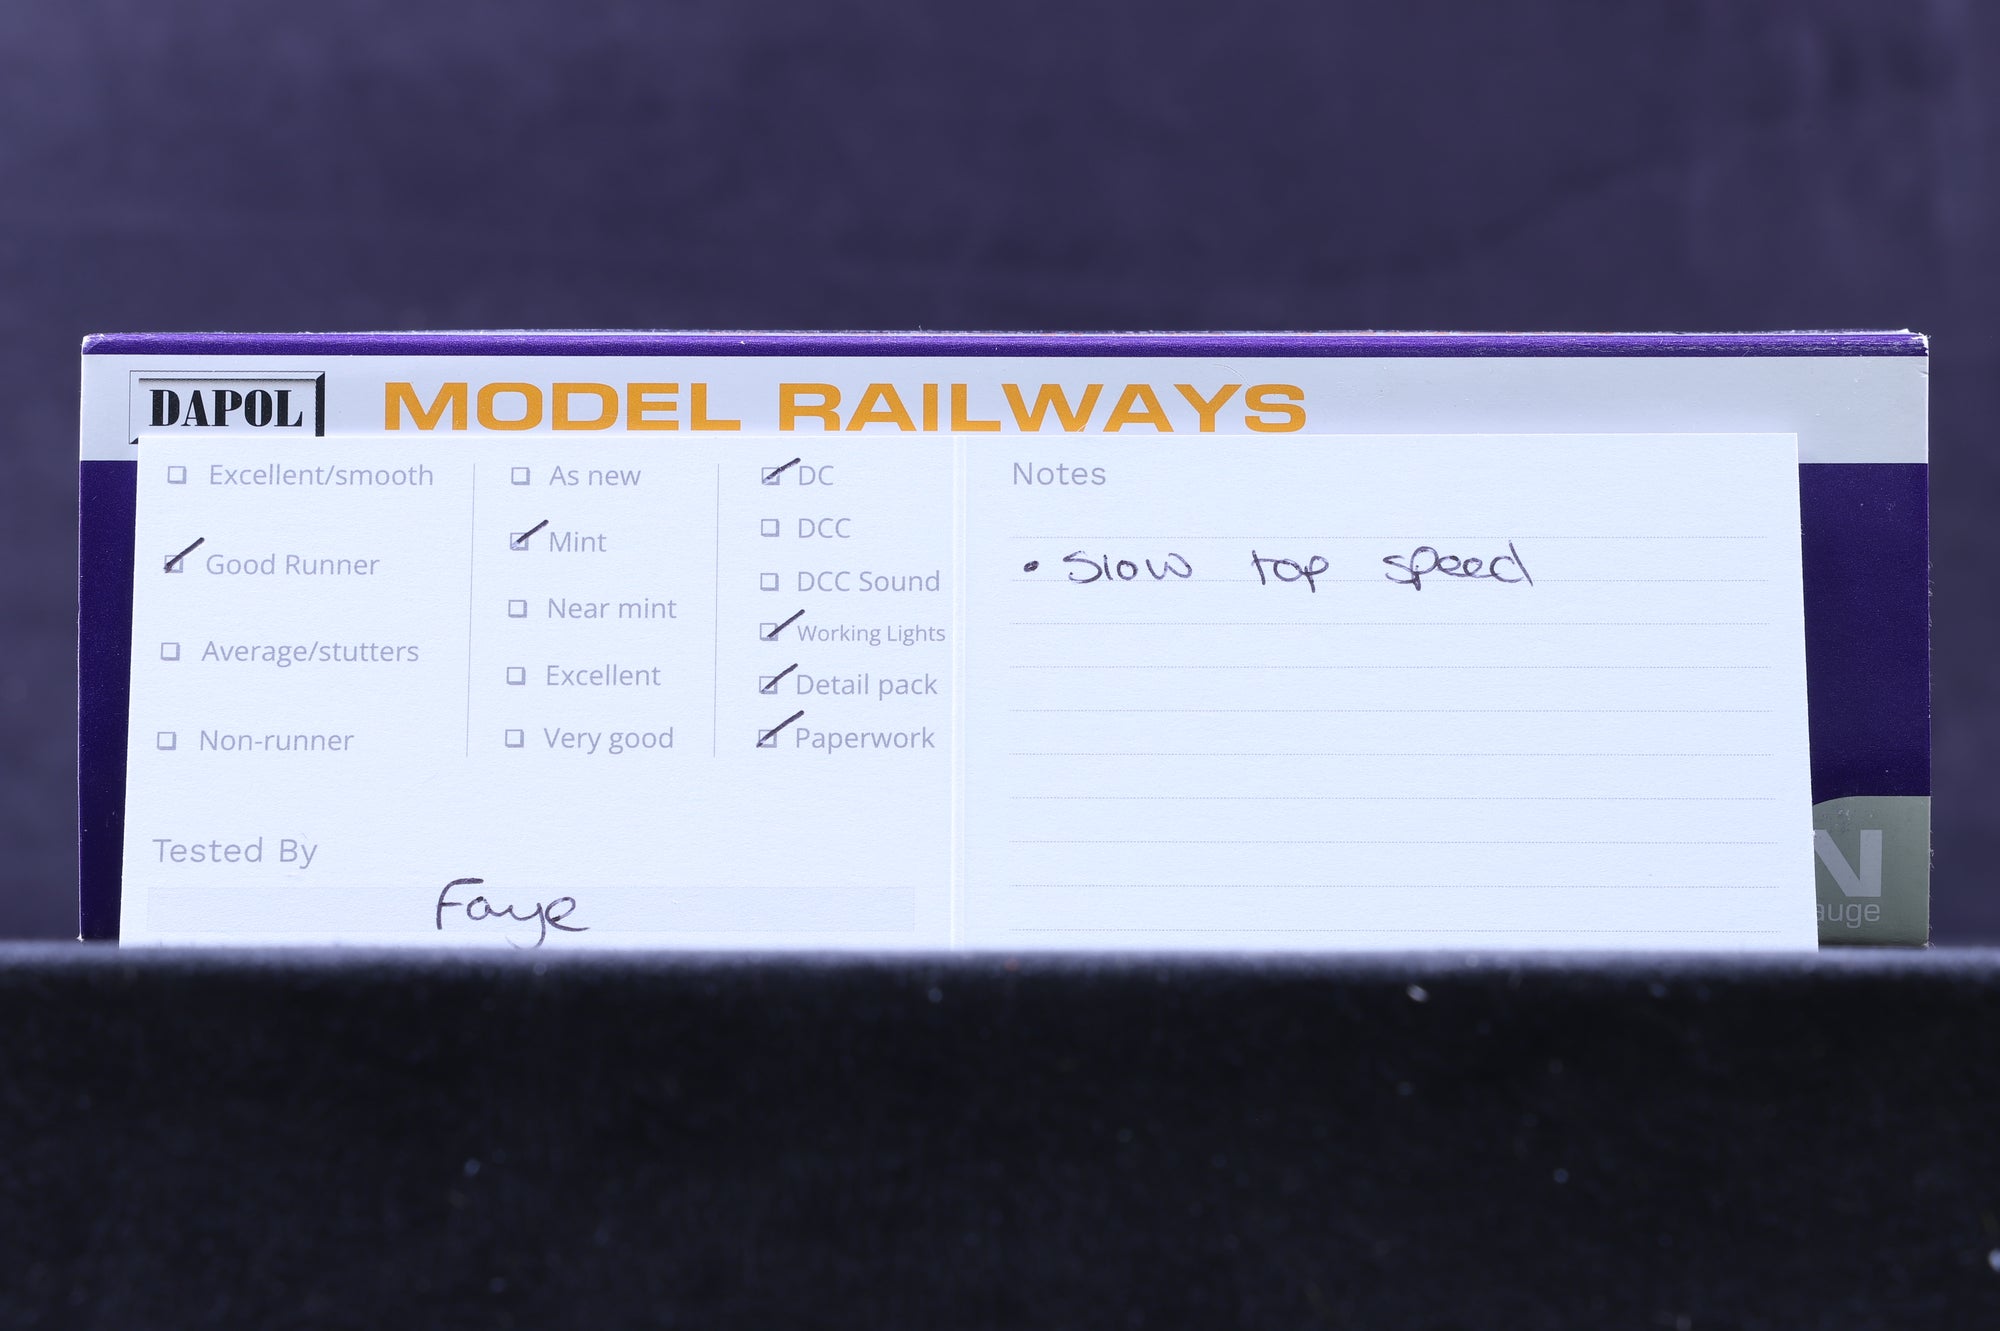 DAPOL MODEL RAILWAYS
Excellent/smooth
Good Runner
Average/stutters
Non-runner
As new
Mint
Near mint
Excellent
Very good
DC
DCC
DCC Sound
Working Lights
Detail pack
Paperwork
Tested By
Faye
Notes
• Slow top speed
N
auge